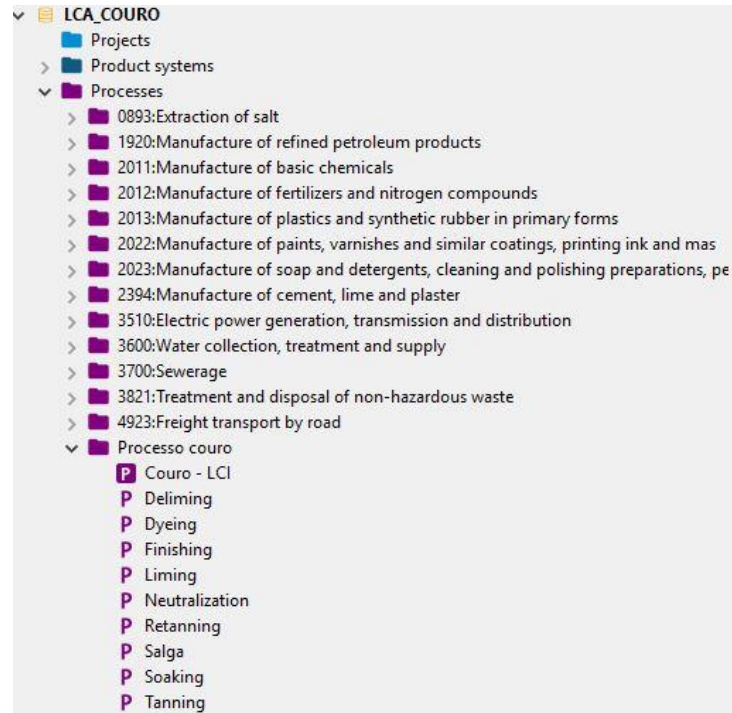 LCA_COURO
Projects
Product systems
Processes
0893:Extraction of salt
1920:Manufacture of refined petroleum products
2011:Manufacture of basic chemicals
2012:Manufacture of fertilizers and nitrogen compounds
2013:Manufacture of plastics and synthetic rubber in primary forms
2022:Manufacture of paints, varnishes and similar coatings, printing ink and mas
2023:Manufacture of soap and detergents, cleaning and polishing preparations, pe
2394:Manufacture of cement, lime and plaster
3510:Electric power generation, transmission and distribution
3600:Water collection, treatment and supply
3700:Sewerage
3821:Treatment and disposal of non-hazardous waste
4923:Freight transport by road
Processo couro
P Couro - LCI
P Deliming
P Dyeing
P Finishing
P Liming
P Neutralization
P Retanning
P Salga
P Soaking
P Tanning